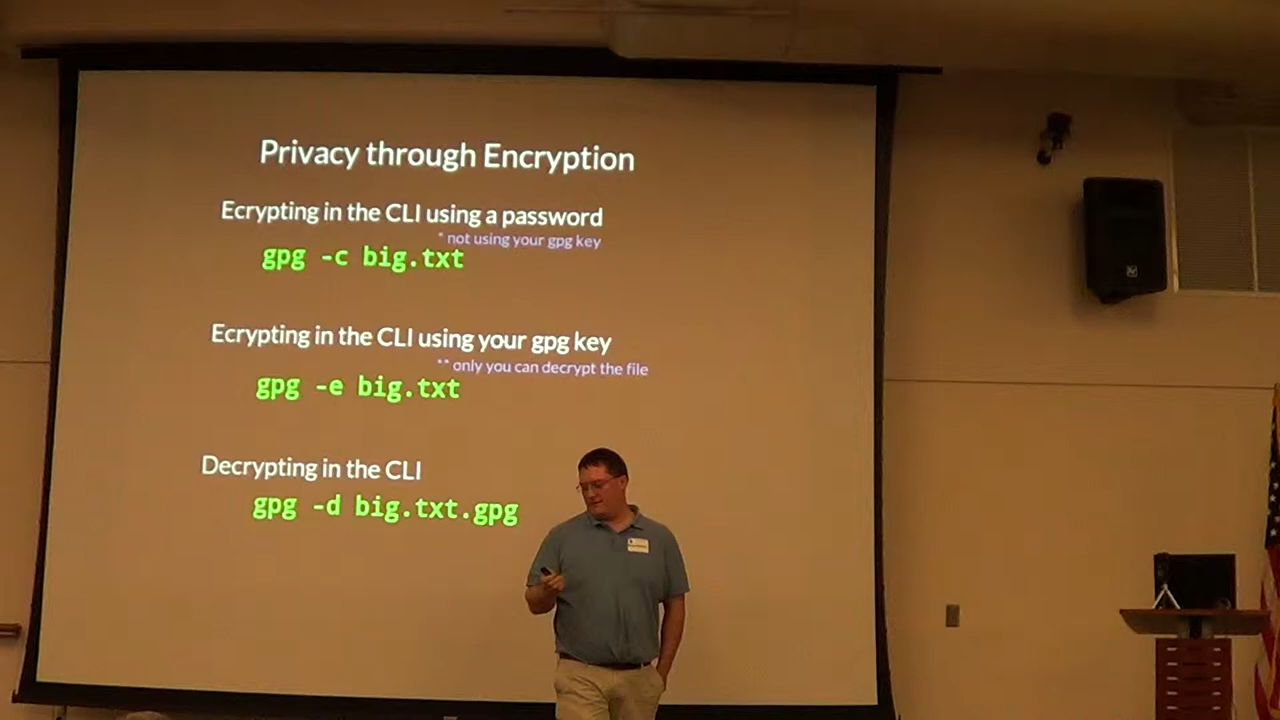 Privacy through Encryption
Ecrypting in the CLI using a password
* not using your gpg key
gpg -c big.txt
Ecrypting in the CLI using your gpg key
** only you can decrypt the file
gpg -e big.txt
Decrypting in the CLI
gpg -d big.txt.gpg